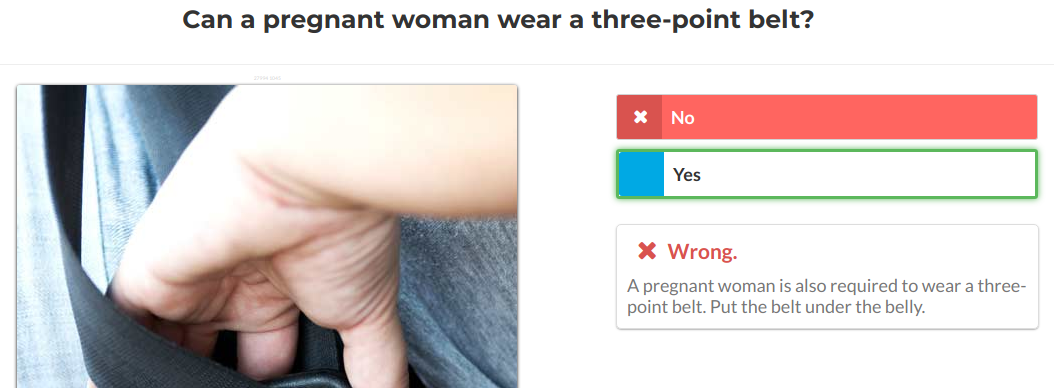 Can a pregnant woman wear a three-point belt?
No
Yes
Wrong.
A pregnant woman is also required to wear a three-
point belt. Put the belt under the belly.